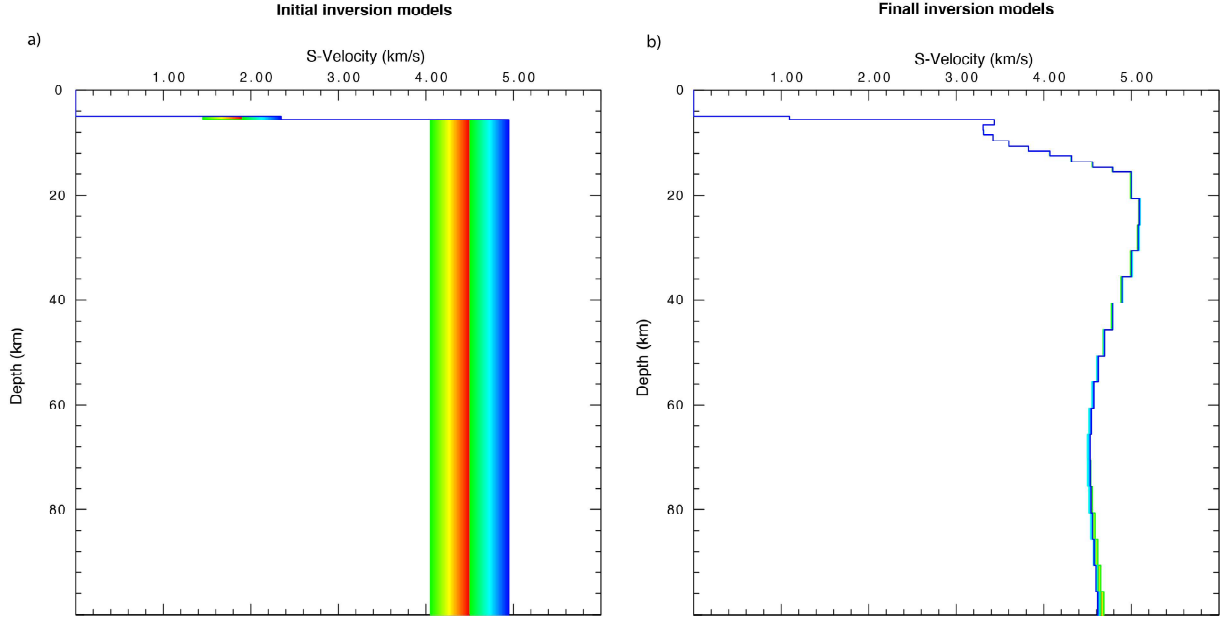 Initial inversion models
Finall inversion models
a)
b)
S-Velocity (km/s)
1.00 2.00 3.00 4.00 5.00
0
20
40
60
80
Depth (km)
S-Velocity (km/s)
1.00 2.00 3.00 4.00 5.00
0
20
40
60
80
Depth (km)